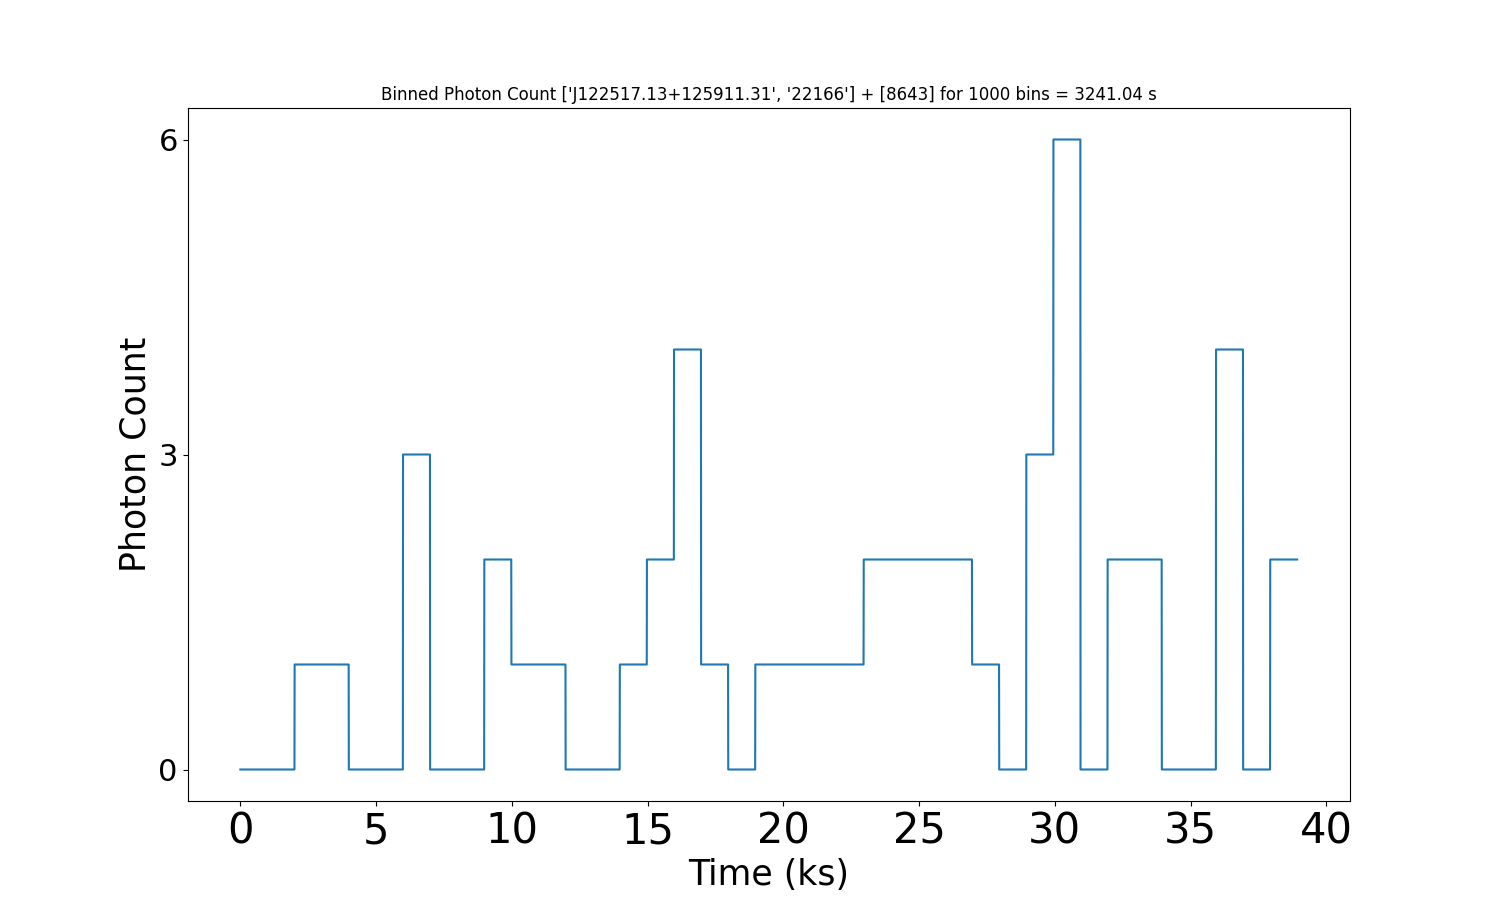 Binned Photon Count ['J122517.13+125911.31', '22166'] + [8643] for 1000 bins = 3241.04 s
6
3
0
Photon Count
0 5 10 15 20 25 30 35 40
Time (ks)